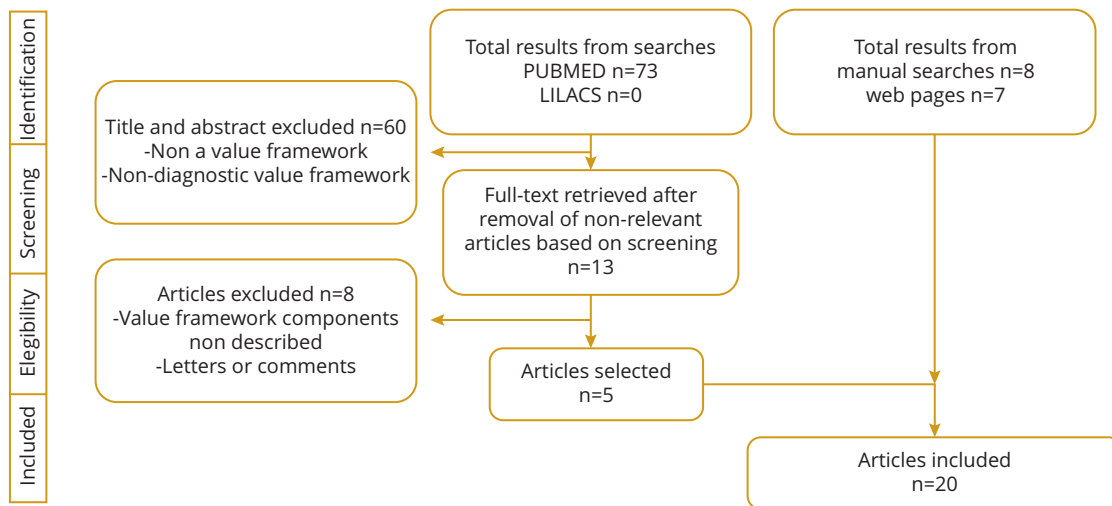 Identification
Screening
Elegibility
Included
Total results from searches
PUBMED n=73
LILACS n=0
Total results from
manual searches n=8
web pages n=7
Title and abstract excluded n=60
-Non a value framework
-Non-diagnostic value framework
Full-text retrieved after
removal of non-relevant
articles based on screening
n=13
Articles excluded n=8
-Value framework components
non described
-Letters or comments
Articles selected
n=5
Articles included
n=20